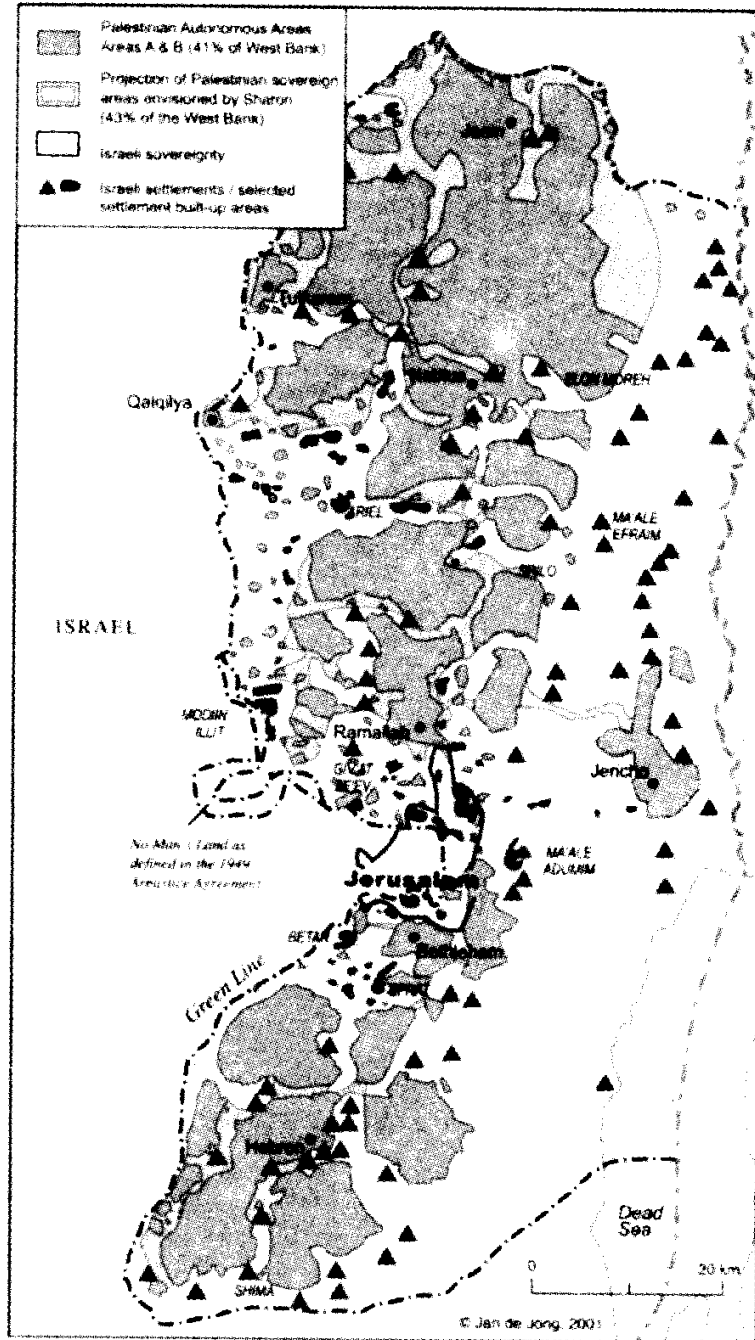 Palestinian Autonomous Areas
Areas A & B (41% of West Bank)
Projection of Palestinian sovereign
areas envisioned by Sharon
(43% of the West Bank)
Israeli sovereignty
Israeli settlements / selected
settlement built-up areas
Jenin
Tulkarem
Nablus
ELON MOREH
Qalqilya
ARIEL
MA'ALE
EFRAIM
SHILO
ISRAEL
MODIIN
ILLIT
Ramallah
GIVAT
ZEEV
Jericho
No Man's Land as
defined in the 1949
Armistice Agreement
MA'ALE
ADUMIM
Jerusalem
BETAR
Bethlehem
Green Line
Hebron
Dead
Sea
0 20 km
SHIMA
© Jan de Jong, 2001